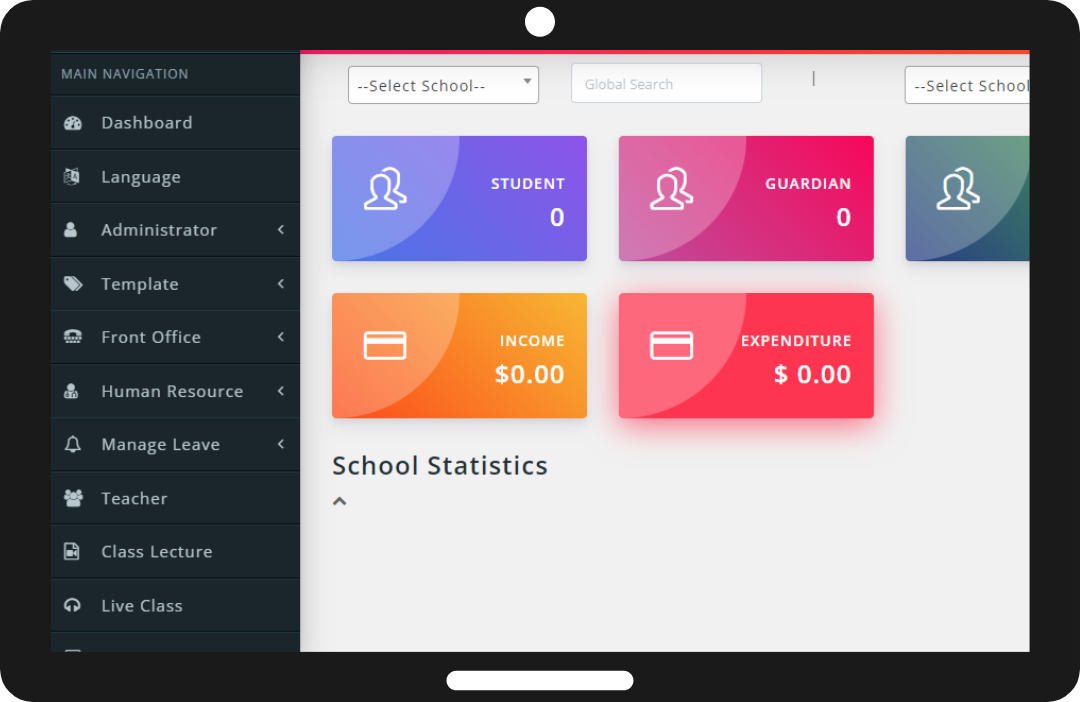 MAIN NAVIGATION
Dashboard
Language
Administrator
Template
Front Office
Human Resource
Manage Leave
Teacher
Class Lecture
Live Class
--Select School--
Global Search
|
--Select School
STUDENT
0
GUARDIAN
0
INCOME
$0.00
EXPENDITURE
$ 0.00
School Statistics